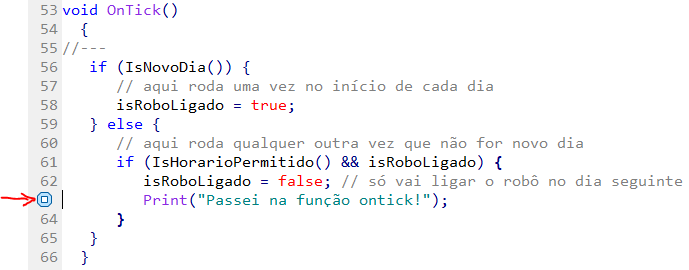 53 void OnTick()
54   {
55 //---
56    if (IsNovoDia()) {
57       // aqui roda uma vez no início de cada dia
58       isRoboLigado = true;
59    } else {
60       // aqui roda qualquer outra vez que não for novo dia
61       if (IsHorarioPermitido() && isRoboLigado) {
62          isRoboLigado = false; // só vai ligar o robô no dia seguinte
         Print("Passei na função ontick!");
64       }
65    }
66   }